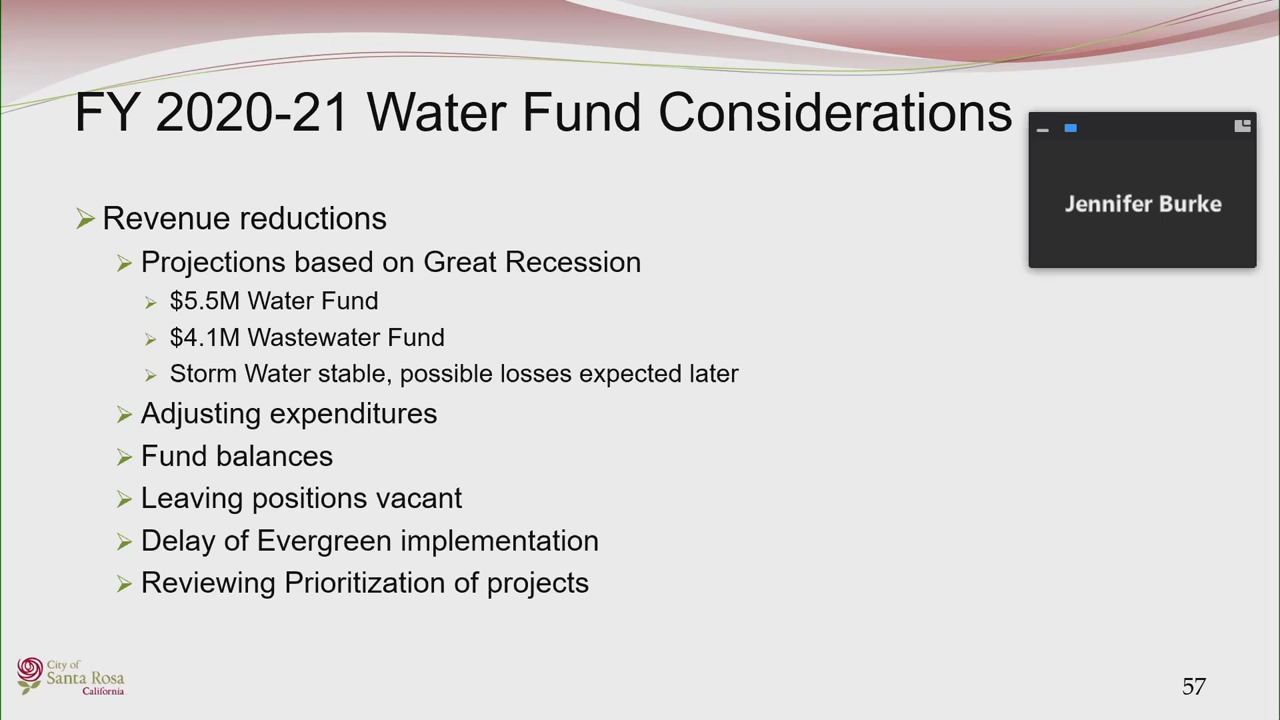 FY 2020-21 Water Fund Considerations
Jennifer Burke
Revenue reductions
Projections based on Great Recession
$5.5M Water Fund
$4.1M Wastewater Fund
Storm Water stable, possible losses expected later
Adjusting expenditures
Fund balances
Leaving positions vacant
Delay of Evergreen implementation
Reviewing Prioritization of projects
City of
Santa Rosa
California
57